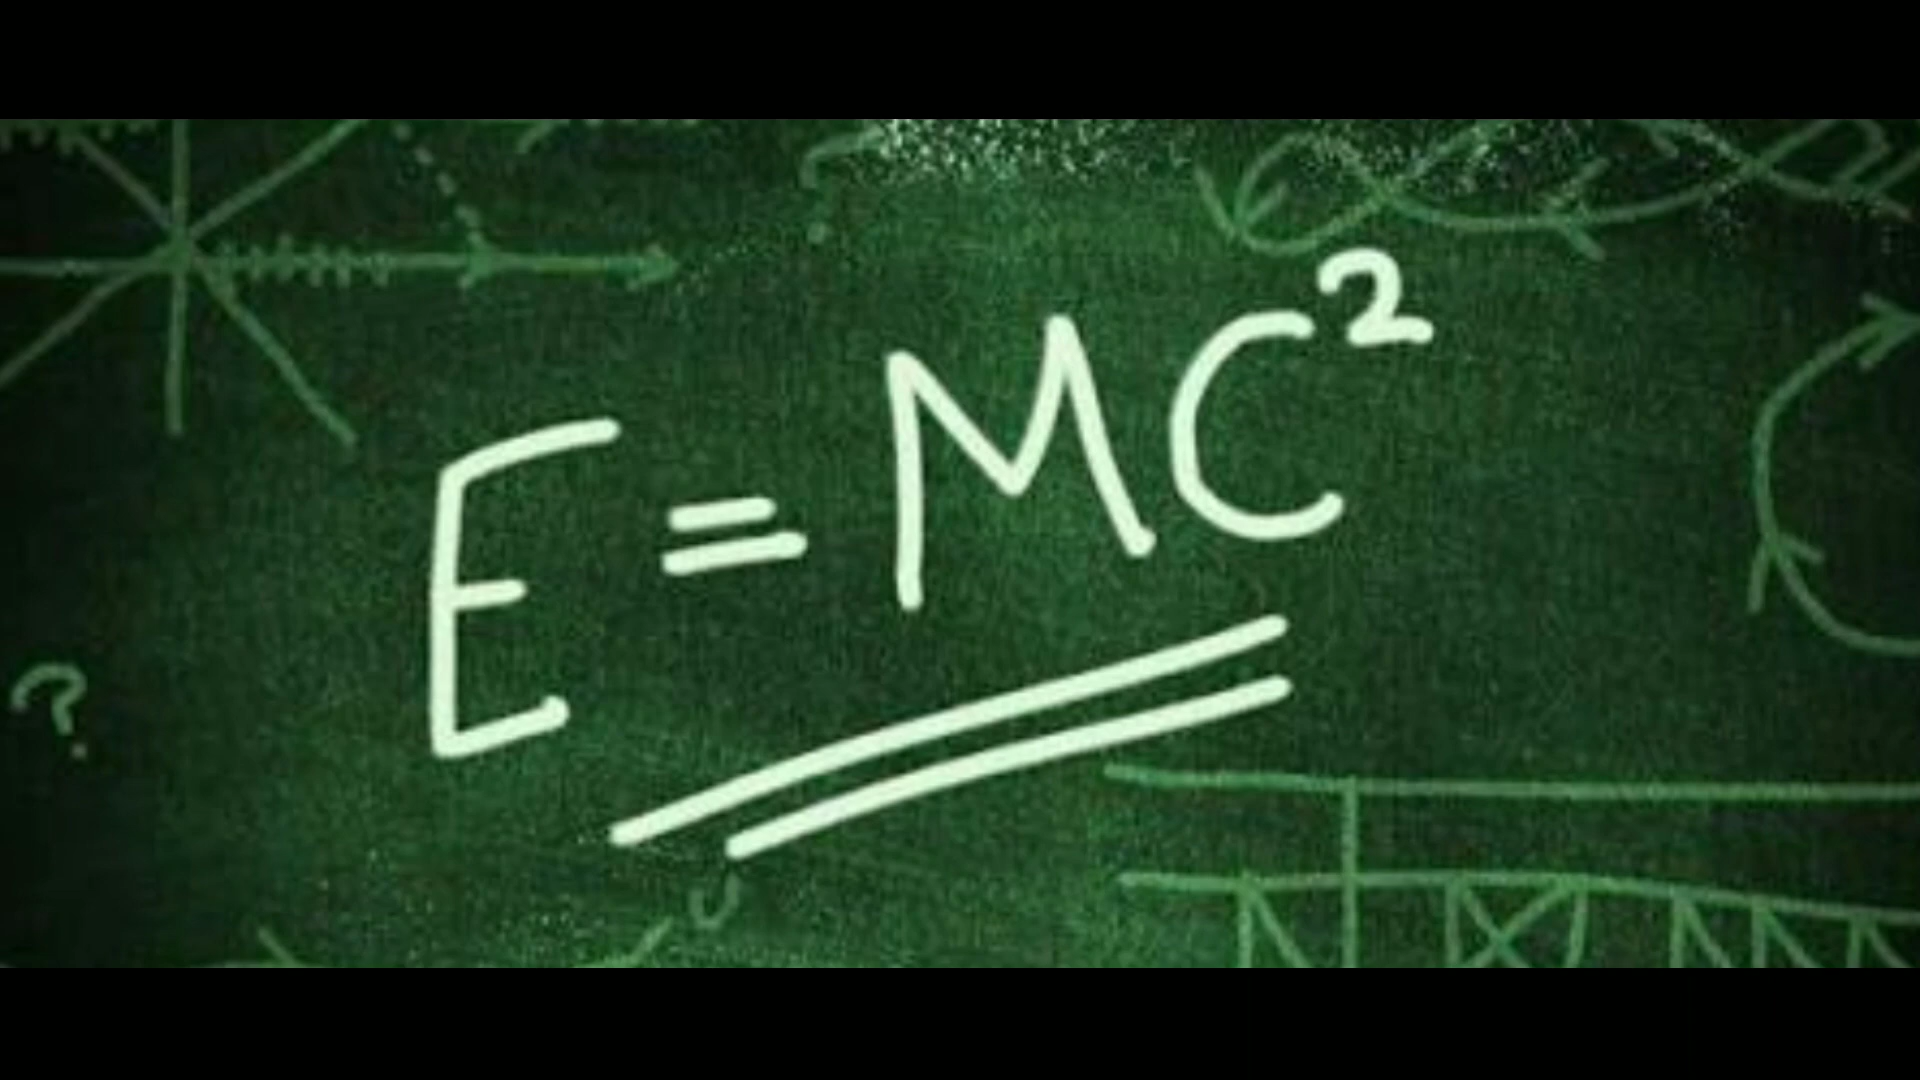 E = MC²
?